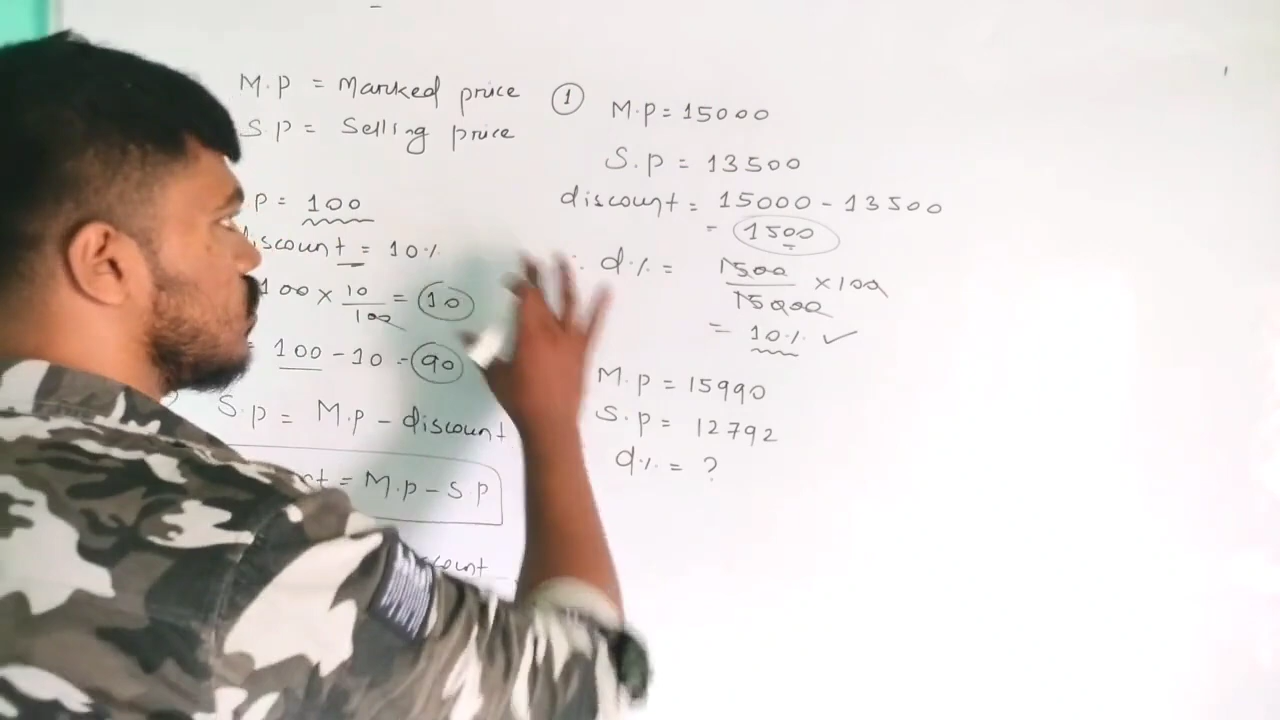 M.P = Marked price
S.P = Selling price
P = 100
discount = 10%
100 × 10/100 = 10
= 100 - 10 = 90
S.P = M.P - discount
= M.P - S.P
①
M.P = 15000
S.P = 13500
discount = 15000 - 13500
= 1500
d% = 1500/15000 × 100
= 10% ✓
M.P = 15990
S.P = 12792
d% = ?